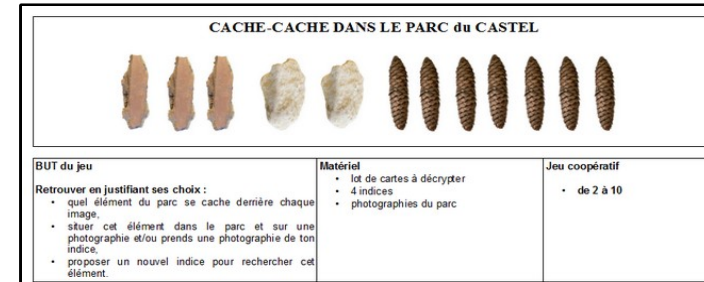 CACHE-CACHE DANS LE PARC du CASTEL
BUT du jeu
Retrouver en justifiant ses choix :
• quel élément du parc se cache derrière chaque
image,
• situer cet élément dans le parc et sur une
photographie et/ou prends une photographie de ton
indice,
• proposer un nouvel indice pour rechercher cet
élément.
Matériel
• lot de cartes à décrypter
• 4 indices
• photographies du parc
Jeu coopératif
• de 2 à 10